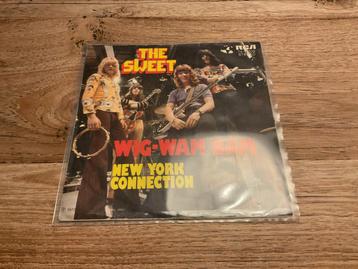 THE
SWEET
RCA
WIG-WAM BAM
NEW YORK
CONNECTION